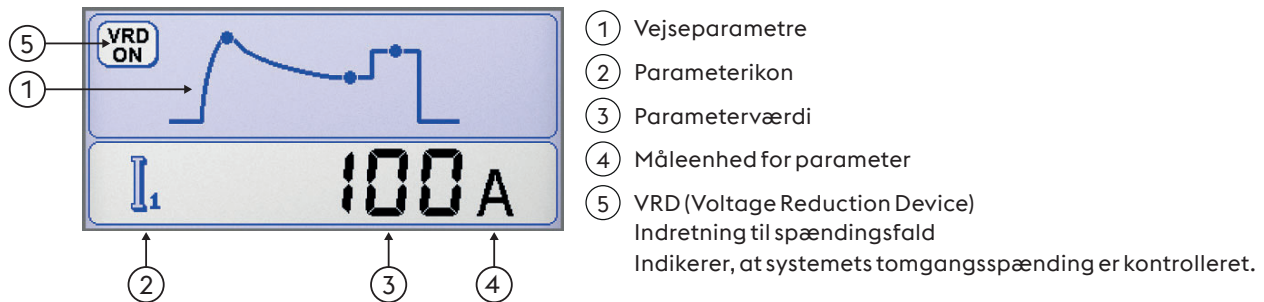 VRD
ON
5
1
I1
100 A
2
3
4
1 Vejseparametre
2 Parameterikon
3 Parameterværdi
4 Måleenhed for parameter
5 VRD (Voltage Reduction Device)
Indretning til spændingsfald
Indikerer, at systemets tomgangsspænding er kontrolleret.